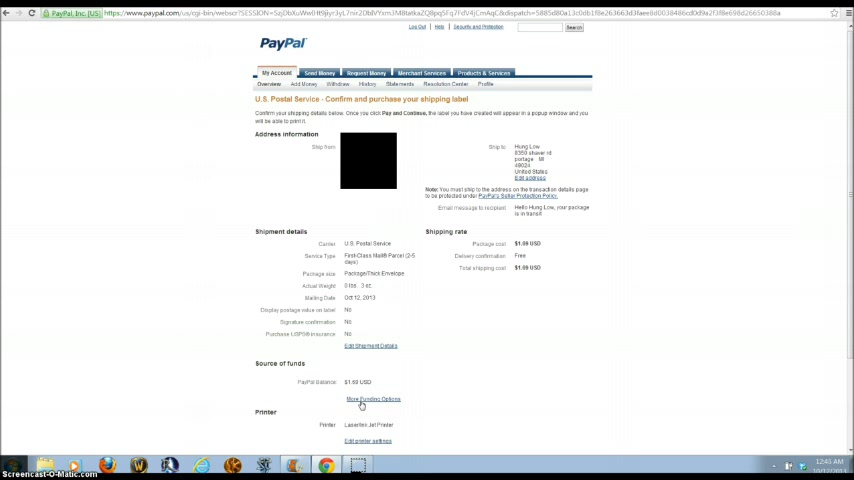 PayPal, Inc. [US]
Log Out | Help | Security and Protection
Search
PayPal
My Account Send Money Request Money Merchant Services Products & Services
Overview Add Money Withdraw History Statements Resolution Center Profile
U.S. Postal Service - Confirm and purchase your shipping label
Confirm your shipping details below. Once you click Pay and Continue, the label you have created will appear in a popup window and you
will be able to print it.
Address information
Ship from
Ship to Hung Low
8350 shaver rd
portage MI
49024
United States
Edit address
Note: You must ship to the address on the transaction details page
to be protected under PayPal's Seller Protection Policy.
Email message to recipient Hello Hung Low, your package
is in transit
Shipment details
Carrier U.S. Postal Service
Service Type First-Class Mail® Parcel (2-5
days)
Package size Package/Thick Envelope
Actual Weight 0 lbs 3 oz.
Mailing Date Oct 12, 2013
Display postage value on label No
Signature confirmation No
Purchase USPS® insurance No
Edit Shipment Details
Shipping rate
Package cost $1.69 USD
Delivery confirmation Free
Total shipping cost $1.69 USD
Source of funds
PayPal Balance $1.69 USD
More Funding Options
Printer
Printer Laser/Ink Jet Printer
Edit printer settings
12:43 AM
10/12/2013
Screencast-O-Matic.com